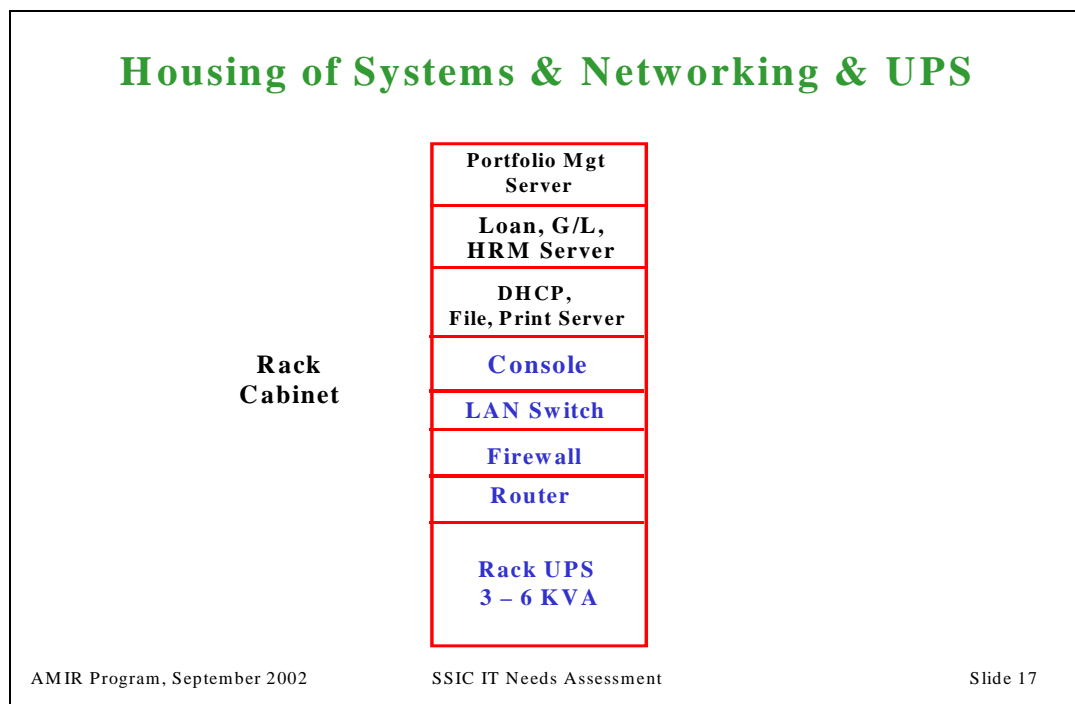 Housing of Systems & Networking & UPS
Portfolio Mgt
Server
Loan, G/L,
HRM Server
DHCP,
File, Print Server
Rack
Cabinet
Console
LAN Switch
Firewall
Router
Rack UPS
3 – 6 KVA
AMIR Program, September 2002
SSIC IT Needs Assessment
Slide 17